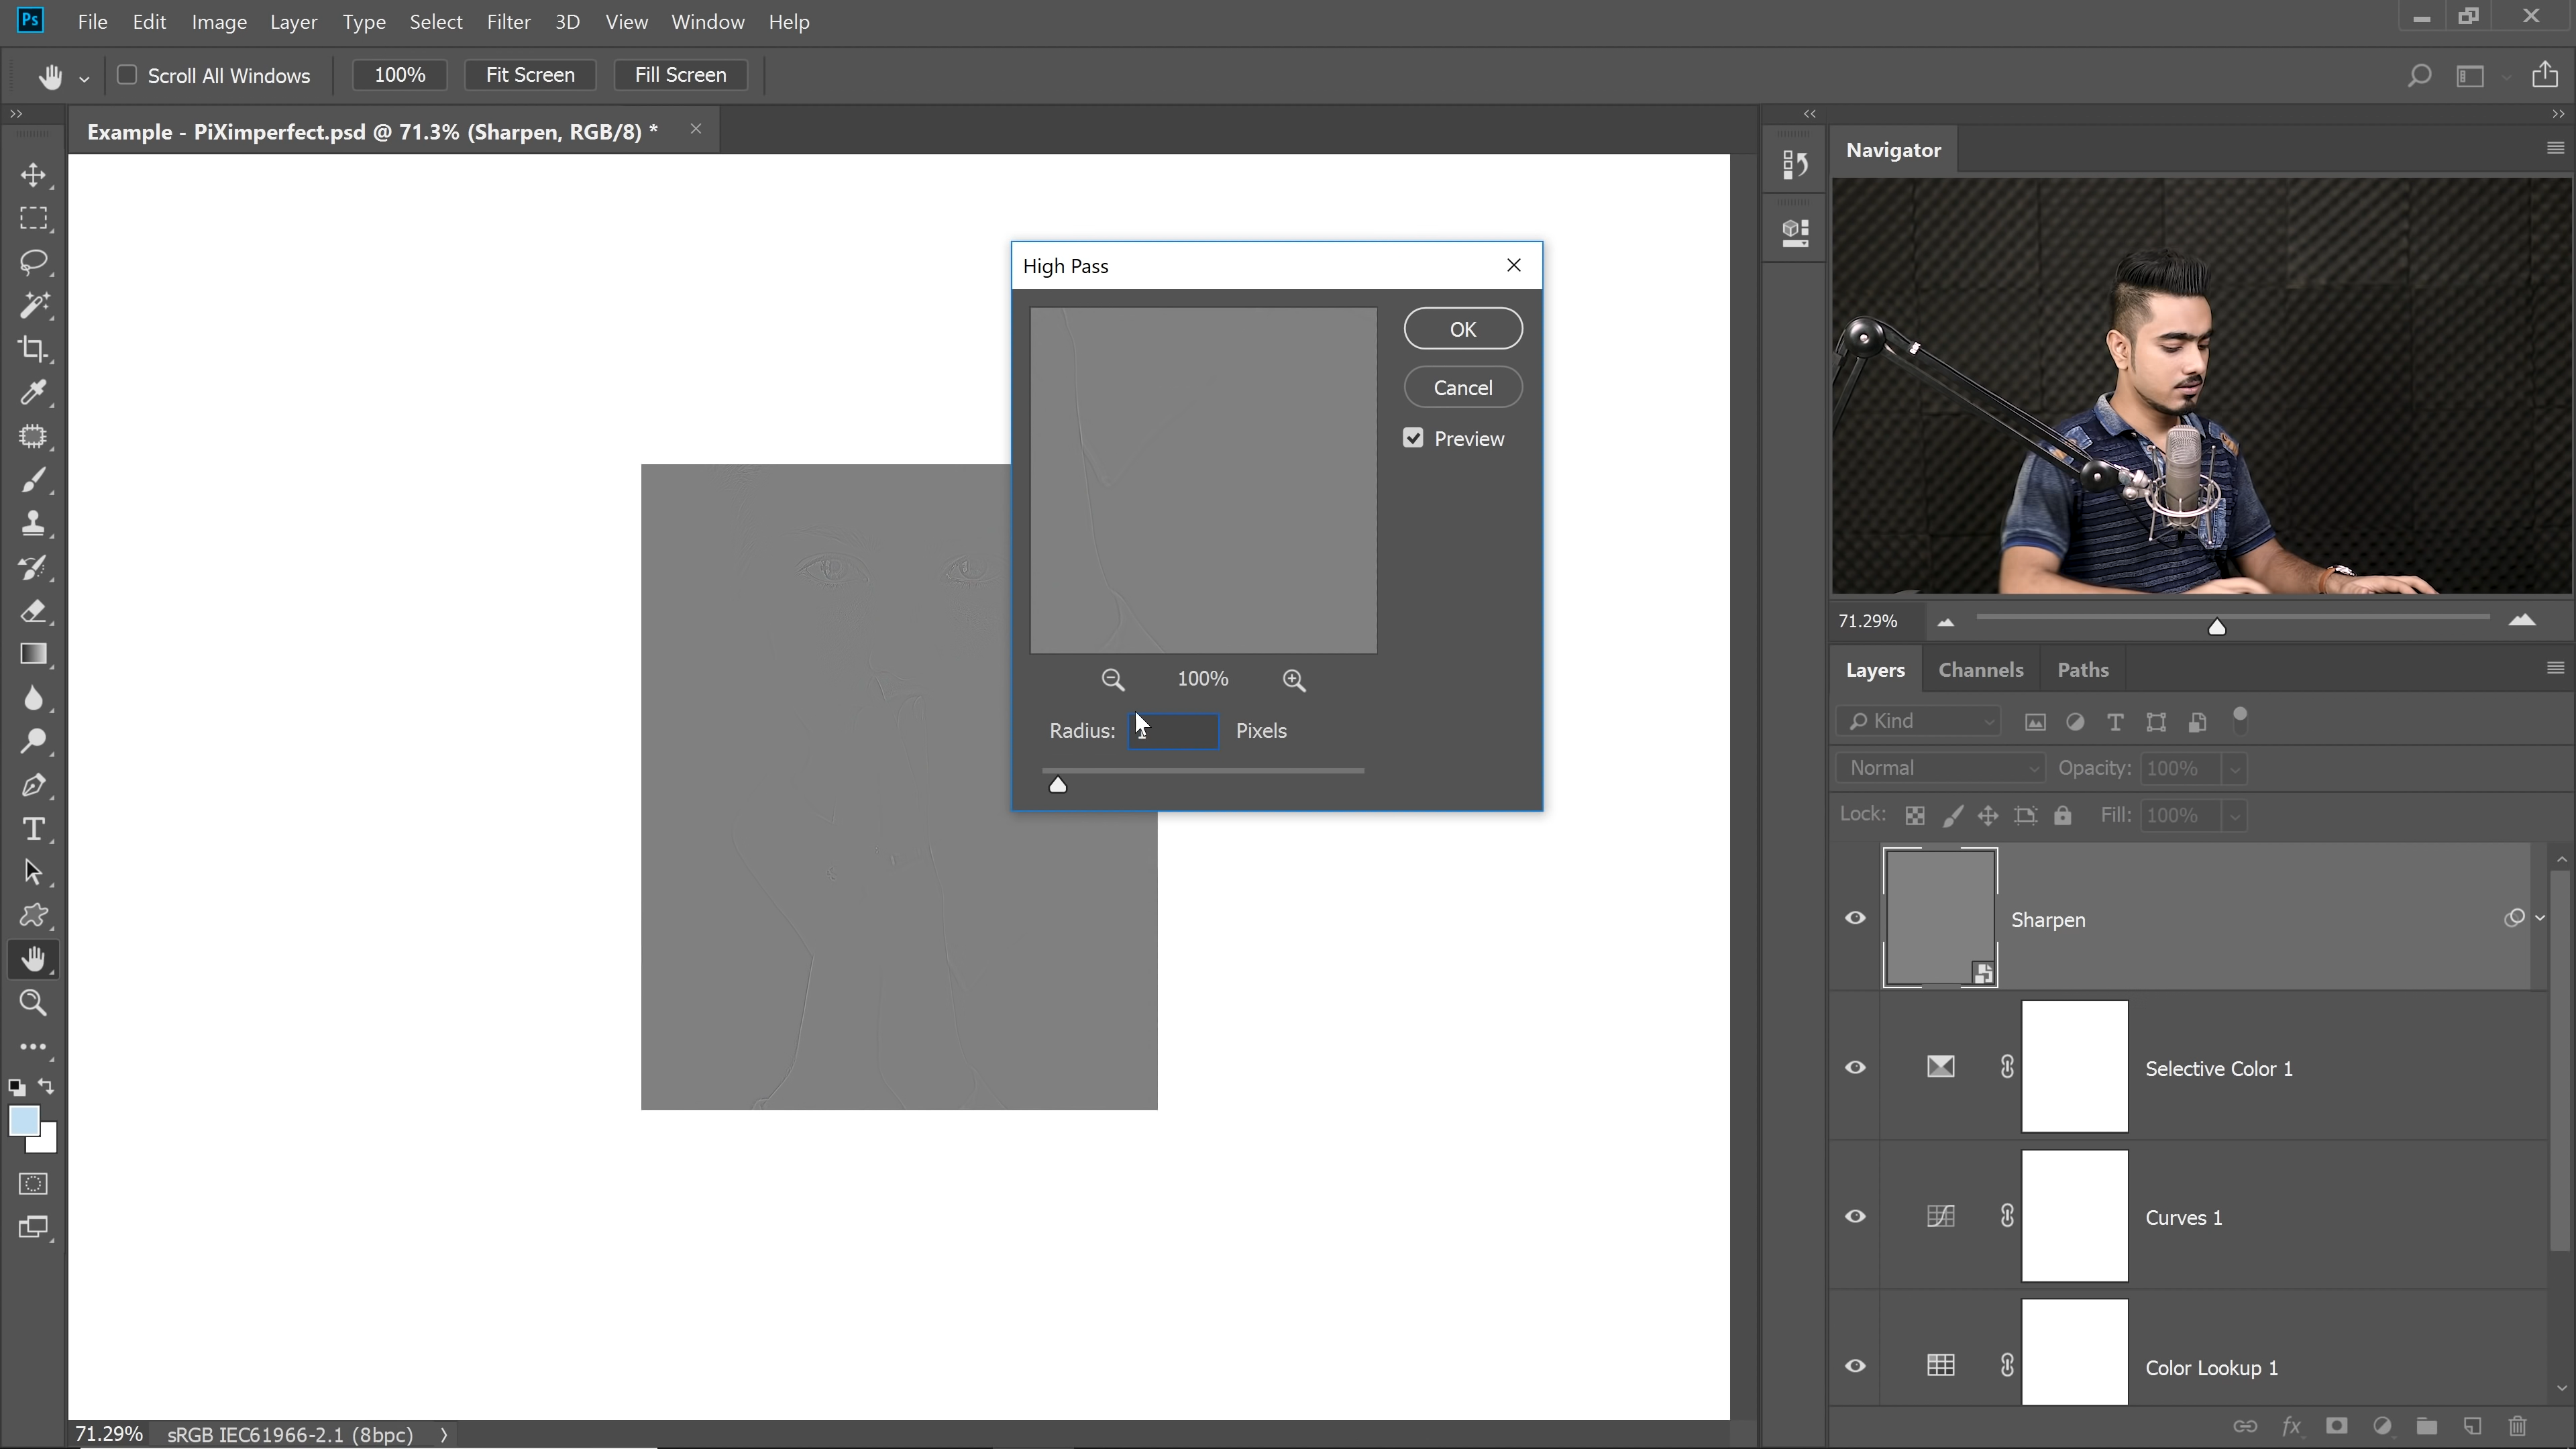 Ps File Edit Image Layer Type Select Filter 3D View Window Help
Scroll All Windows 100% Fit Screen Fill Screen
Example - PiXimperfect.psd @ 71.3% (Sharpen, RGB/8) *
High Pass
OK
Cancel
Preview
100%
Radius: 1 Pixels
Navigator
71.29%
Layers Channels Paths
Kind
Normal Opacity: 100%
Lock: Fill: 100%
Sharpen
Selective Color 1
Curves 1
Color Lookup 1
fx
71.29% sRGB IEC61966-2.1 (8bpc)